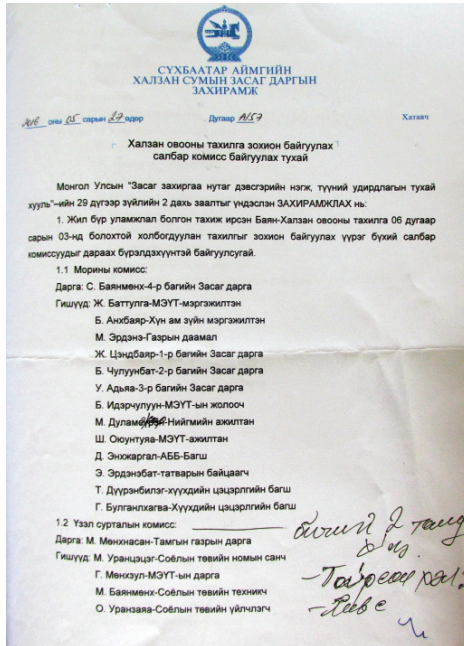 СҮХБААТАР АЙМГИЙН
ХАЛЗАН СУМЫН ЗАСАГ ДАРГЫН
ЗАХИРАМЖ
2016 оны 05 сарын 27 өдөр Дугаар А/57 Хатавч
Халзан овооны тахилга зохион байгуулах
салбар комисс байгуулах тухай
Монгол Улсын "Засаг захиргаа нутаг дэвсгэрийн нэгж, түүний удирдлагын тухай
хууль"–ийн 29 дүгээр зүйлийн 2 дахь заалтыг үндэслэн ЗАХИРАМЖЛАХ нь:
1. Жил бүр уламжлал болгон тахиж ирсэн Баян-Халзан овооны тахилга 06 дугаар
сарын 03-нд болохтой холбогдуулан тахилгыг зохион байгуулах үүрэг бүхий салбар
комиссуудыг дараах бүрэлдэхүүнтэй байгуулсугай.
1.1 Морины комисс:
Дарга: С. Баянмөнх-4-р багийн Засаг дарга
Гишүүд: Ж. Баттулга-МЭҮТ-мэргэжилтэн
Б. Анхбаяр-Хүн ам зүйн мэргэжилтэн
М. Эрдэнэ-Газрын даамал
Ж. Цэндбаяр-1-р багийн Засаг дарга
Б. Чулуунбат-2-р багийн Засаг дарга
У. Адъяа-3-р багийн Засаг дарга
Б. Идэрчулуун-МЭҮТ-ын жолооч
М. -Нийгмийн ажилтан
Ш. Оюунтуяа-МЭҮТ-ажилтан
Д. Энхжаргал-АББ-Багш
Э. Эрдэнэбат-татварын байцаагч
Т. Дүүрэнбилэг-хүүхдийн цэцэрлгийн багш
Г. Булганлхагва-Хүүхдийн цэцэрлгийн багш
1.2 Үзэл сурталын комисс:
Дарга: М. Мөнхнасан-Тамгын газрын дарга
Гишүүд: М. Уранцэцэг-Соёлын төвийн номын санч
Г. Мөнхзул-МЭҮТ-ын дарга
М. Баянмөнх-Соёлын төвийн техникч
О. Уранзаяа-Соёлын төвийн үйлчлэгч